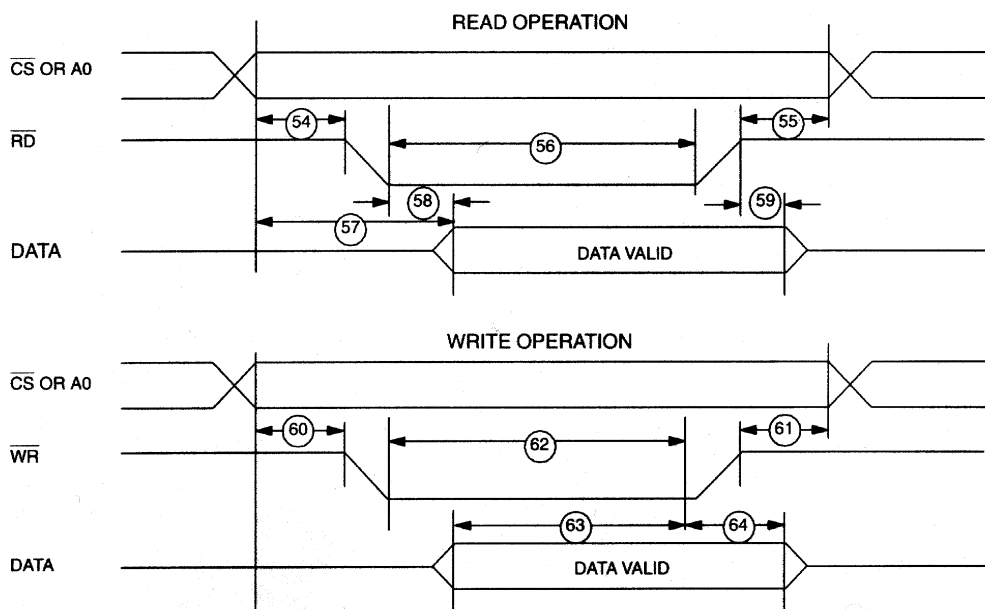 READ OPERATION
CS OR A0
54
55
RD
56
58
59
57
DATA
DATA VALID
WRITE OPERATION
CS OR A0
60
61
WR
62
63
64
DATA
DATA VALID